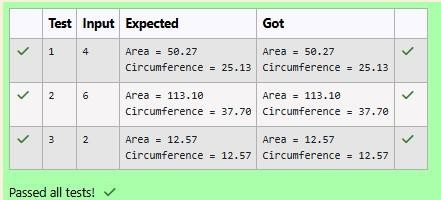 Test Input Expected Got
1 4 Area = 50.27 Area = 50.27
Circumference = 25.13 Circumference = 25.13
2 6 Area = 113.10 Area = 113.10
Circumference = 37.70 Circumference = 37.70
3 2 Area = 12.57 Area = 12.57
Circumference = 12.57 Circumference = 12.57
Passed all tests!